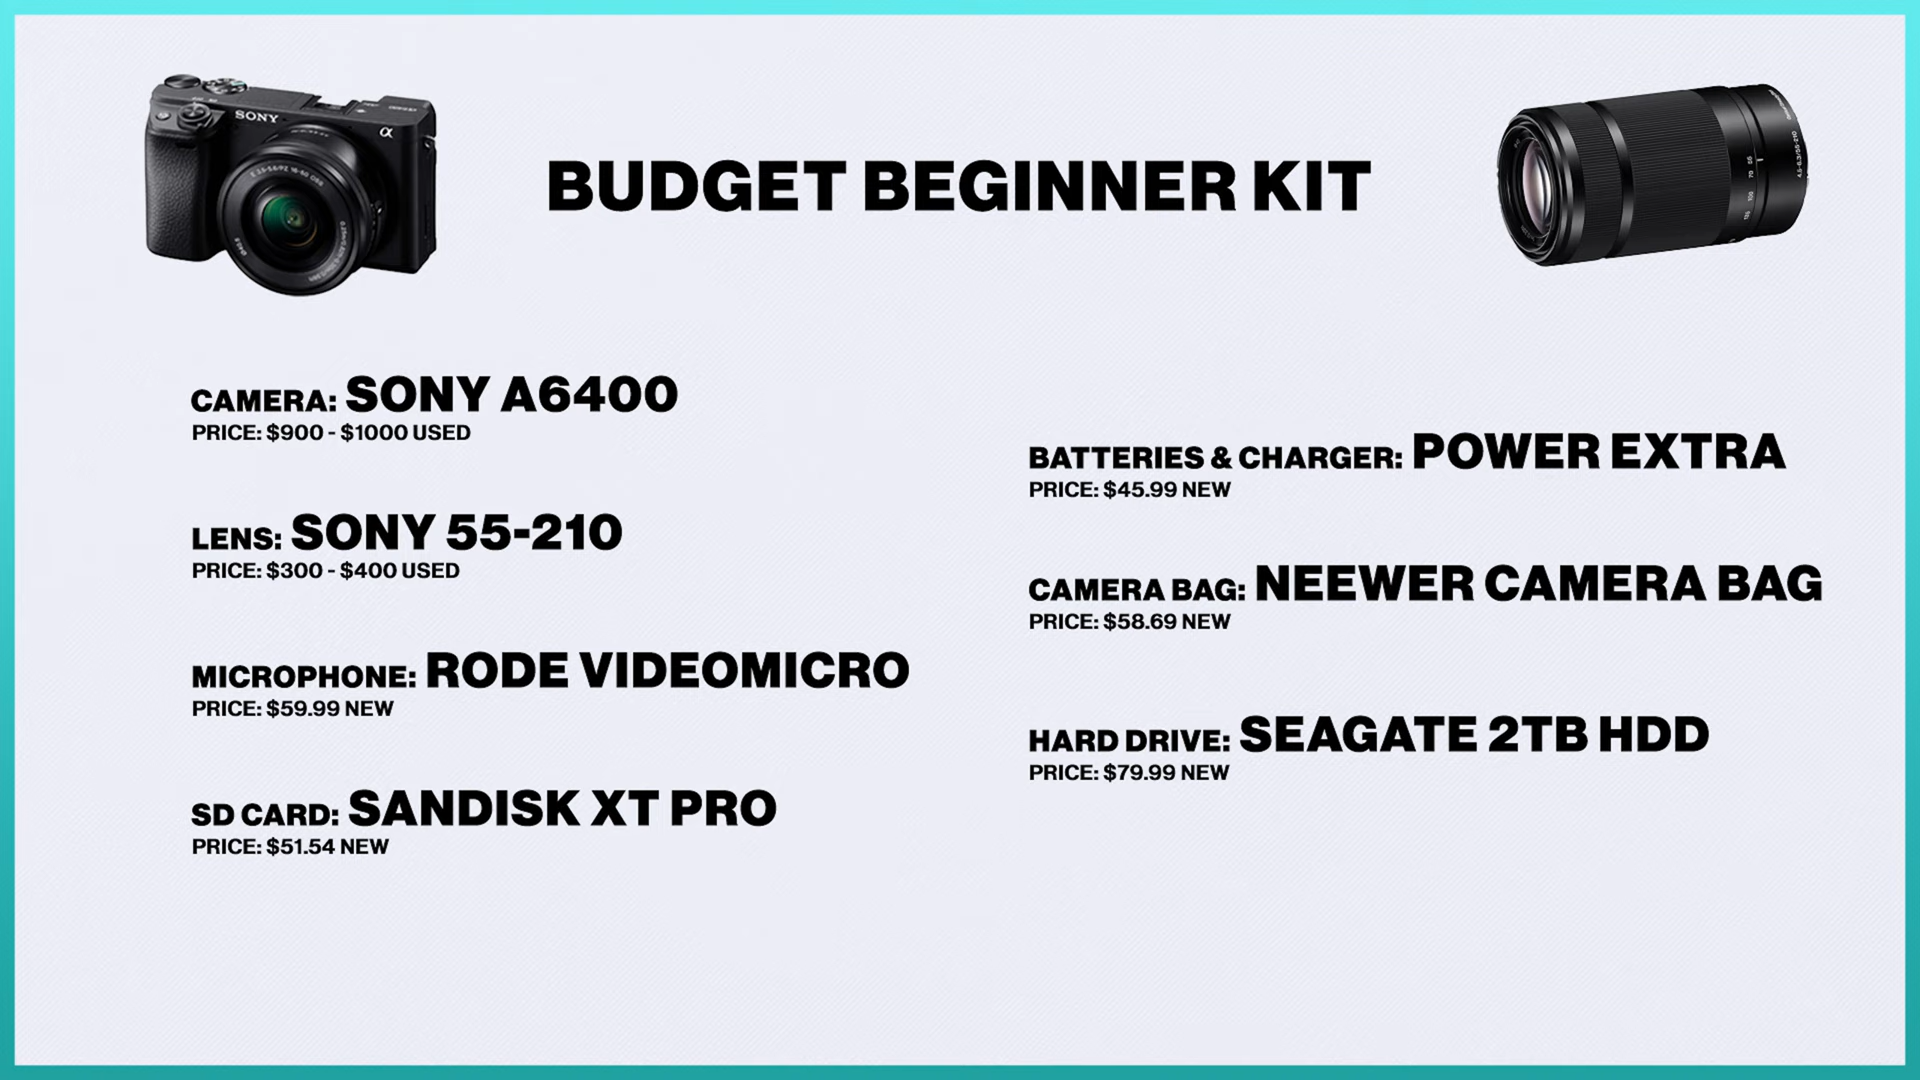 SONY
α
BUDGET BEGINNER KIT
CAMERA: SONY A6400
PRICE: $900 - $1000 USED
LENS: SONY 55-210
PRICE: $300 - $400 USED
MICROPHONE: RODE VIDEOMICRO
PRICE: $59.99 NEW
SD CARD: SANDISK XT PRO
PRICE: $51.54 NEW
BATTERIES & CHARGER: POWER EXTRA
PRICE: $45.99 NEW
CAMERA BAG: NEEWER CAMERA BAG
PRICE: $58.69 NEW
HARD DRIVE: SEAGATE 2TB HDD
PRICE: $79.99 NEW